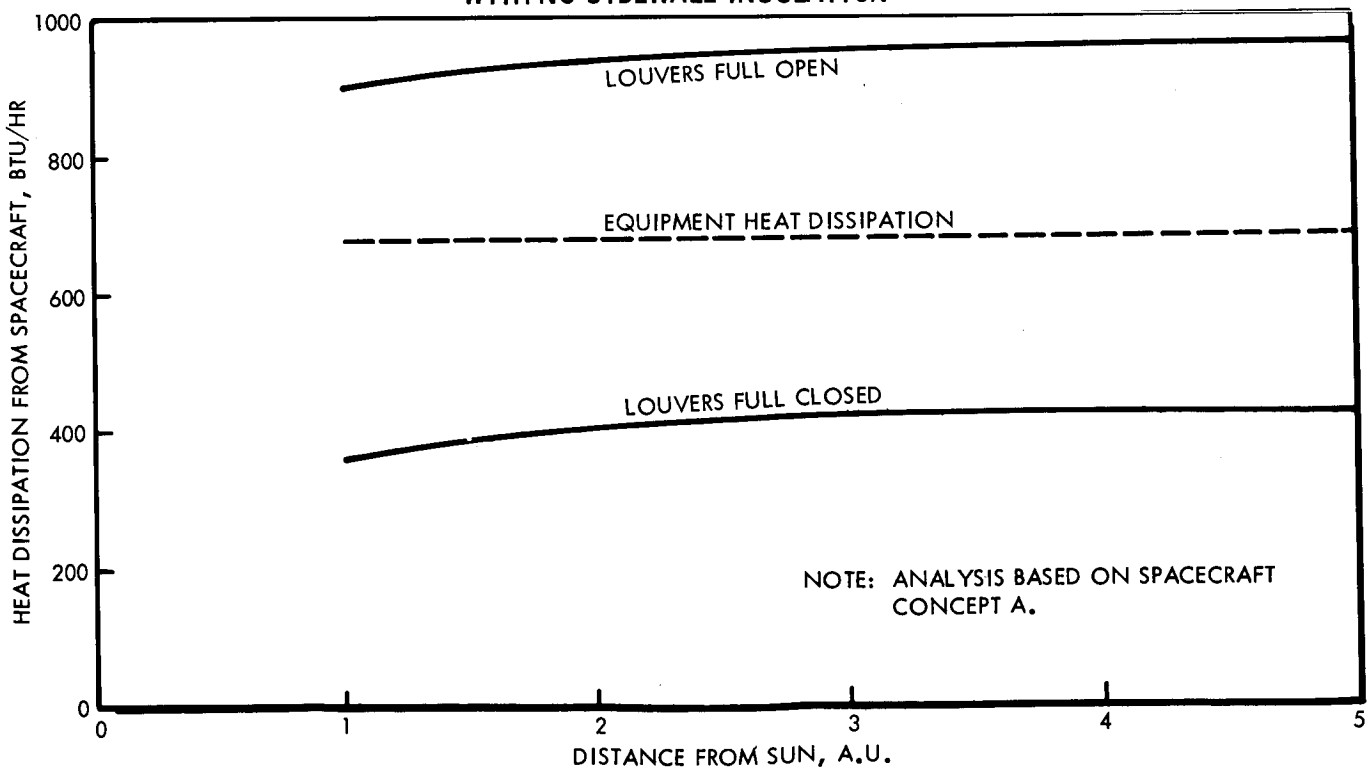 1000
800
600
400
200
0
HEAT DISSIPATION FROM SPACECRAFT, BTU/HR
LOUVERS FULL OPEN
EQUIPMENT HEAT DISSIPATION
LOUVERS FULL CLOSED
NOTE: ANALYSIS BASED ON SPACECRAFT
CONCEPT A.
0 1 2 3 4 5
DISTANCE FROM SUN, A.U.